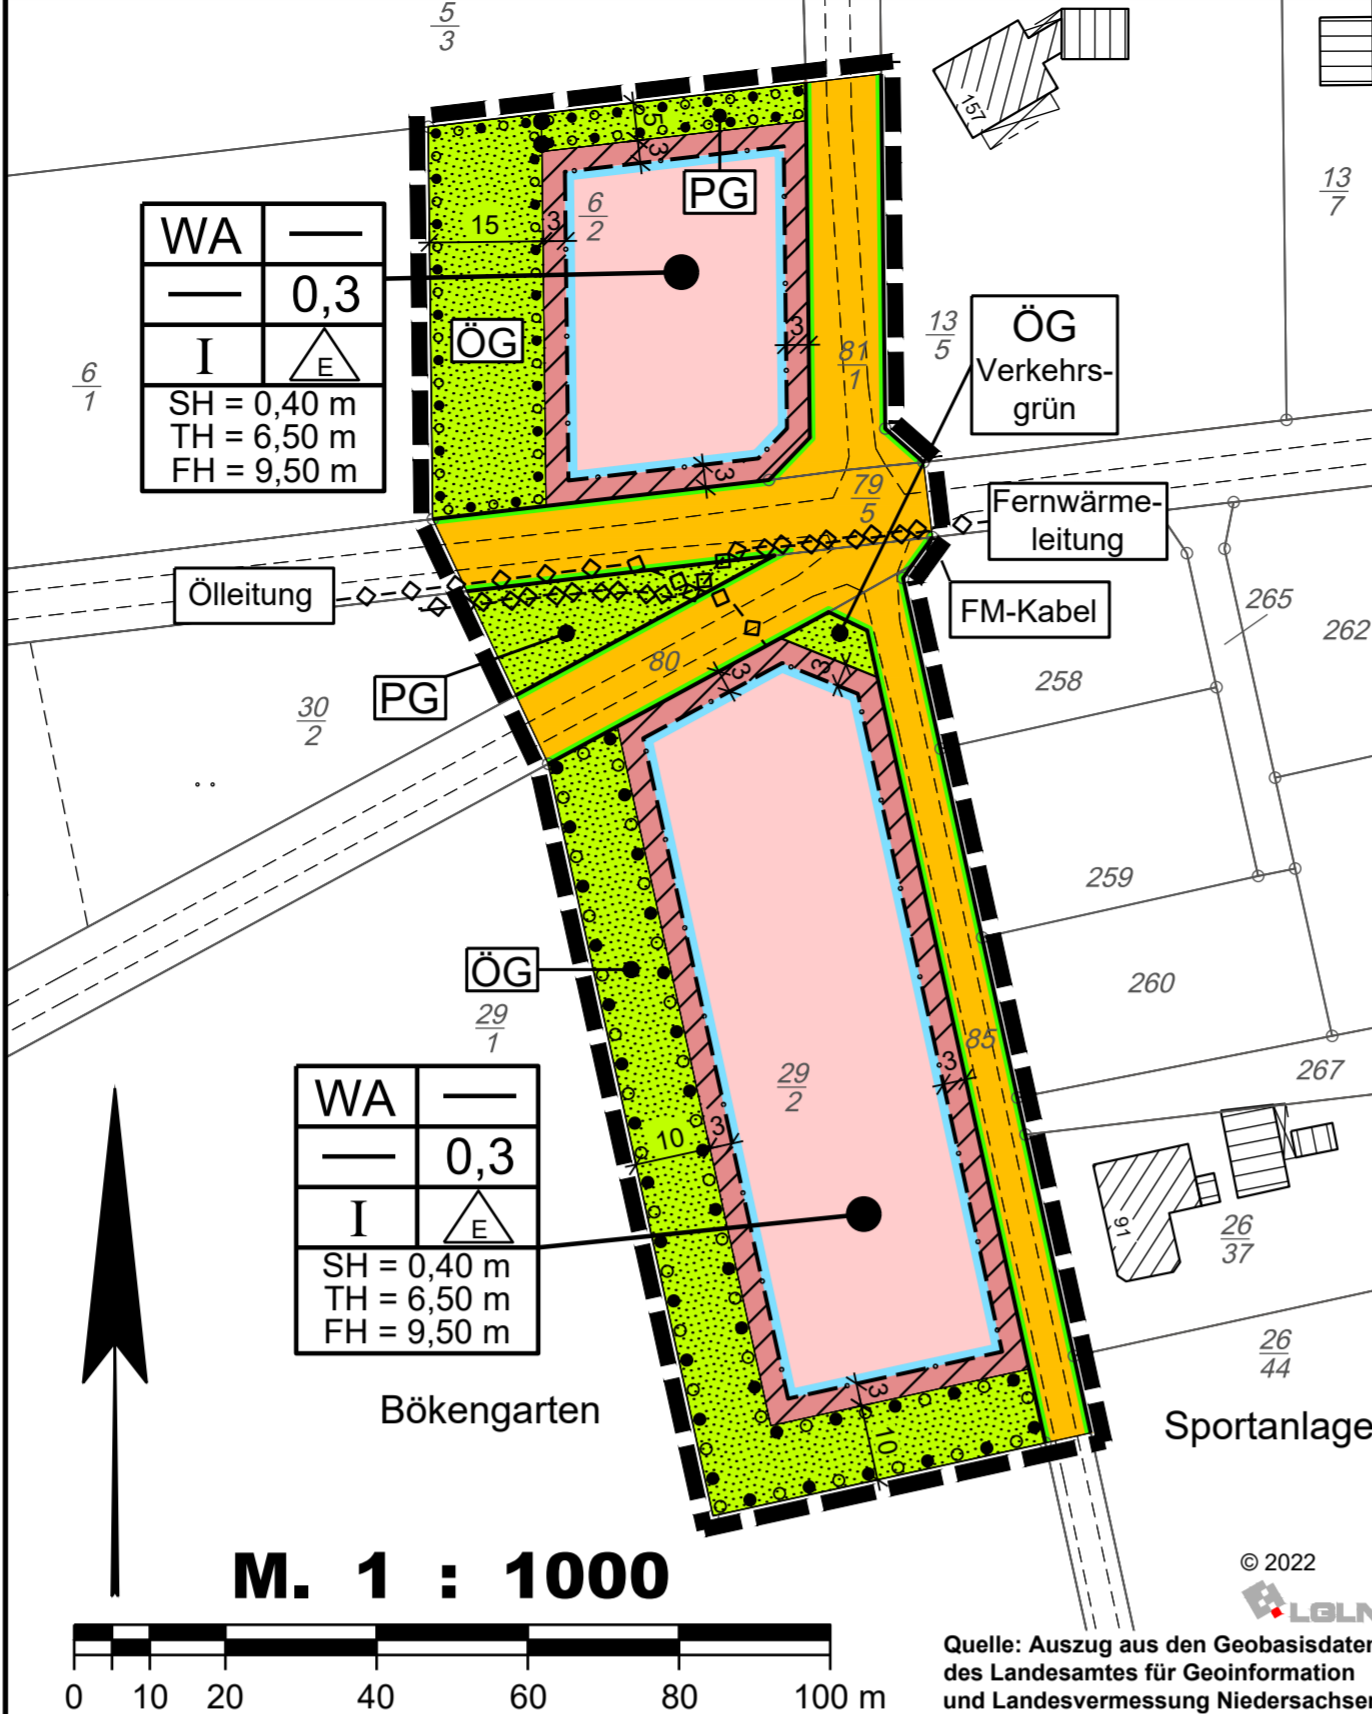 5
3
157
13
7
PG
5
3
6
2
15
3
WA —
— 0,3
I E
SH = 0,40 m
TH = 6,50 m
FH = 9,50 m
ÖG
6
1
3
81
1
13
5
ÖG
Verkehrs-
grün
3
79
5
Fernwärme-
leitung
Ölleitung
FM-Kabel
265
262
PG
80
3
3
258
30
2
259
ÖG
260
29
1
85
3
267
29
2
WA —
— 0,3
I E
SH = 0,40 m
TH = 6,50 m
FH = 9,50 m
10
3
91
26
37
26
44
3
10
Bökengarten
Sportanlage
M. 1 : 1000
0 10 20 40 60 80 100 m
© 2022
LGLN
Quelle: Auszug aus den Geobasisdaten
des Landesamtes für Geoinformation
und Landesvermessung Niedersachsen